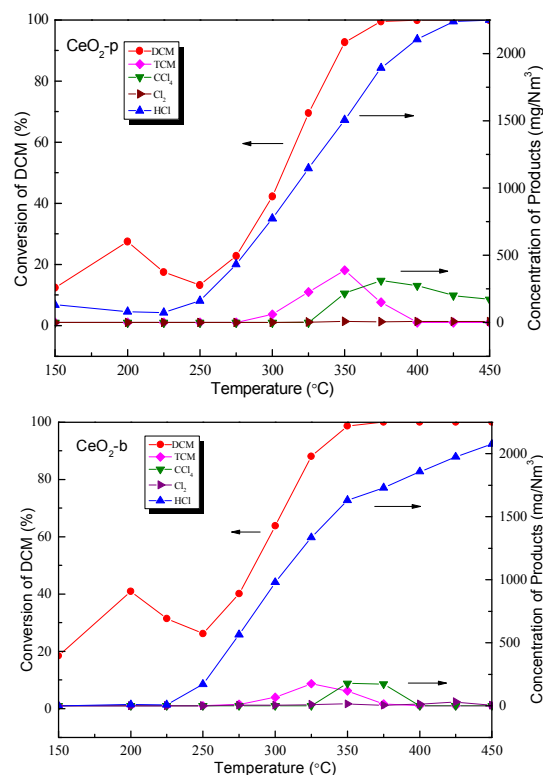 CeO2-p
DCM
TCM
CCl4
Cl2
HCl
Conversion of DCM (%)
100
80
60
40
20
0
Concentration of Products (mg/Nm3)
2000
1500
1000
500
0
150 200 250 300 350 400 450
Temperature (°C)
CeO2-b
DCM
TCM
CCl4
Cl2
HCl
Conversion of DCM (%)
100
80
60
40
20
0
Concentration of Products (mg/Nm3)
2000
1500
1000
500
0
150 200 250 300 350 400 450
Temperature (°C)